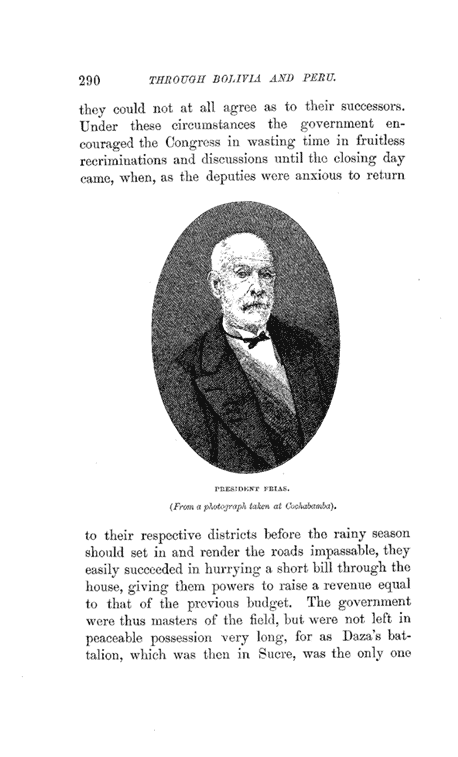 290 THROUGH BOLIVIA AND PERU.
they could not at all agree as to their successors.
Under these circumstances the government en-
couraged the Congress in wasting time in fruitless
recriminations and discussions until the closing day
came, when, as the deputies were anxious to return
PRESIDENT FRIAS.
(From a photograph taken at Cochabamba).
to their respective districts before the rainy season
should set in and render the roads impassable, they
easily succeeded in hurrying a short bill through the
house, giving them powers to raise a revenue equal
to that of the previous budget. The government
were thus masters of the field, but were not left in
peaceable possession very long, for as Daza's bat-
talion, which was then in Sucre, was the only one